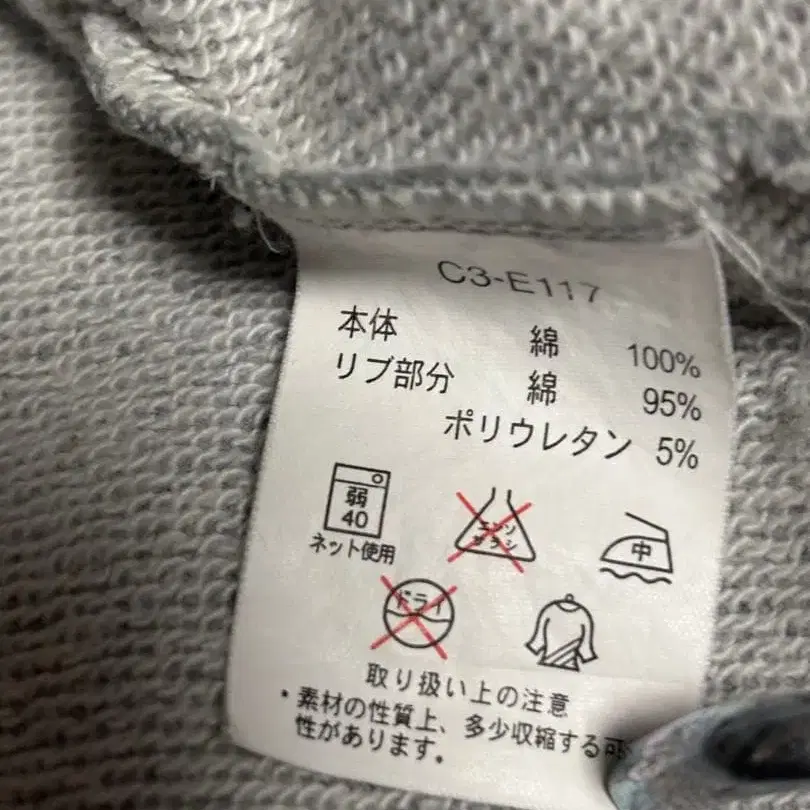 C3-E117
本体 綿 100%
リブ部分 綿 95%
ポリウレタン 5%
弱
40
ネット使用
エンソ
サラシ
中
ドライ
取り扱い上の注意
・素材の性質上、多少収縮する可
性があります。